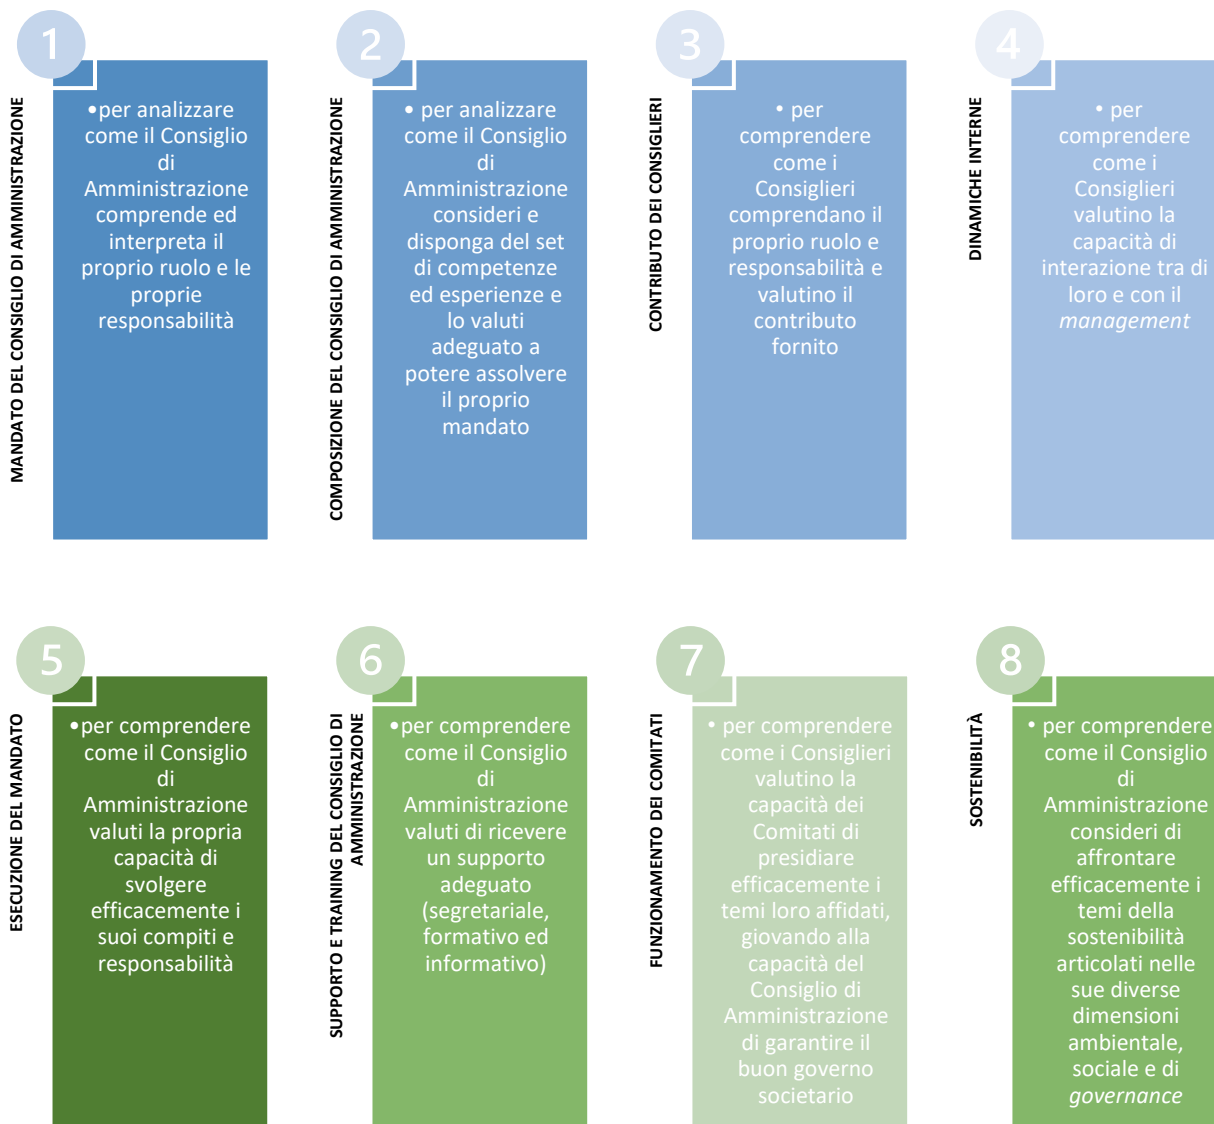 1
MANDATO DEL CONSIGLIO DI AMMINISTRAZIONE
•per analizzare
come il Consiglio
di
Amministrazione
comprende ed
interpreta il
proprio ruolo e le
proprie
responsabilità
2
COMPOSIZIONE DEL CONSIGLIO DI AMMINISTRAZIONE
• per analizzare
come il Consiglio
di
Amministrazione
consideri e
disponga del set
di competenze
ed esperienze e
lo valuti
adeguato a
potere assolvere
il proprio
mandato
3
CONTRIBUTO DEI CONSIGLIERI
• per
comprendere
come i
Consiglieri
comprendano il
proprio ruolo e
responsabilità e
valutino il
contributo
fornito
4
DINAMICHE INTERNE
• per
comprendere
come i
Consiglieri
valutino la
capacità di
interazione tra di
loro e con il
management
5
ESECUZIONE DEL MANDATO
•per comprendere
come il Consiglio
di
Amministrazione
valuti la propria
capacità di
svolgere
efficacemente i
suoi compiti e
responsabilità
6
SUPPORTO E TRAINING DEL CONSIGLIO DI
AMMINISTRAZIONE
•per comprendere
come il Consiglio
di
Amministrazione
valuti di ricevere
un supporto
adeguato
(segretariale,
formativo ed
informativo)
7
FUNZIONAMENTO DEI COMITATI
• per comprendere
come i Consiglieri
valutino la
capacità dei
Comitati di
presidiare
efficacemente i
temi loro affidati,
giovando alla
capacità del
Consiglio di
Amministrazione
di garantire il
buon governo
societario
8
SOSTENIBILITÀ
• per comprendere
come il Consiglio
di
Amministrazione
consideri di
affrontare
efficacemente i
temi della
sostenibilità
articolati nelle
sue diverse
dimensioni
ambientale,
sociale e di
governance